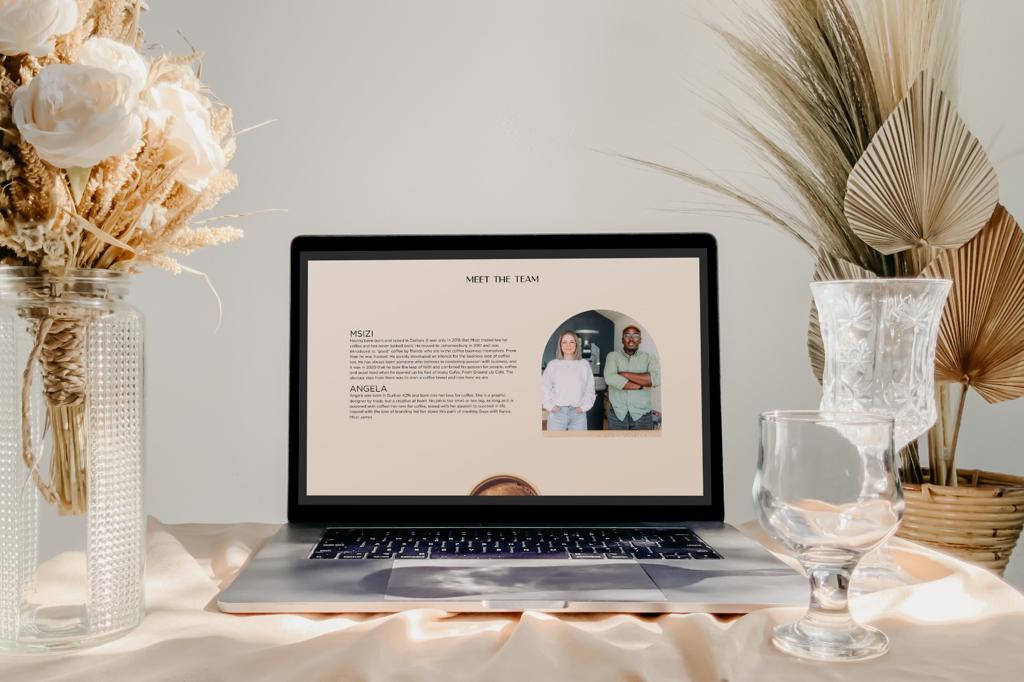 MEET THE TEAM
MSIZI
Having been born and raised in Durban, it was only in 2016 that Msizi traded tea for
coffee and has never looked back. He moved to Johannesburg in 2017 and was
introduced to "good" coffee by friends who are in the coffee business themselves. From
then he was hooked. He quickly developed an interest for the business side of coffee
too. He has always been someone who believes in combining passion with business, and
it was in 2020 that he took the leap of faith and combined his passion for people, coffee
and good food when he opened up his first of many Cafes, From Ground Up Cafe. The
obvious step from there was to own a coffee brand and now here we are.
ANGELA
Angela was born in Durban KZN and born into her love for coffee. She is a graphic
designer by trade, but a creative at heart. No job is too small or too big, as long as it is
powered with coffee! Her love for coffee, mixed with her passion to succeed in life,
topped with the love of branding led her down this path of creating Guys with
Msizi James.